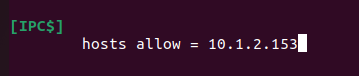 [IPC$]
hosts allow = 10.1.2.153